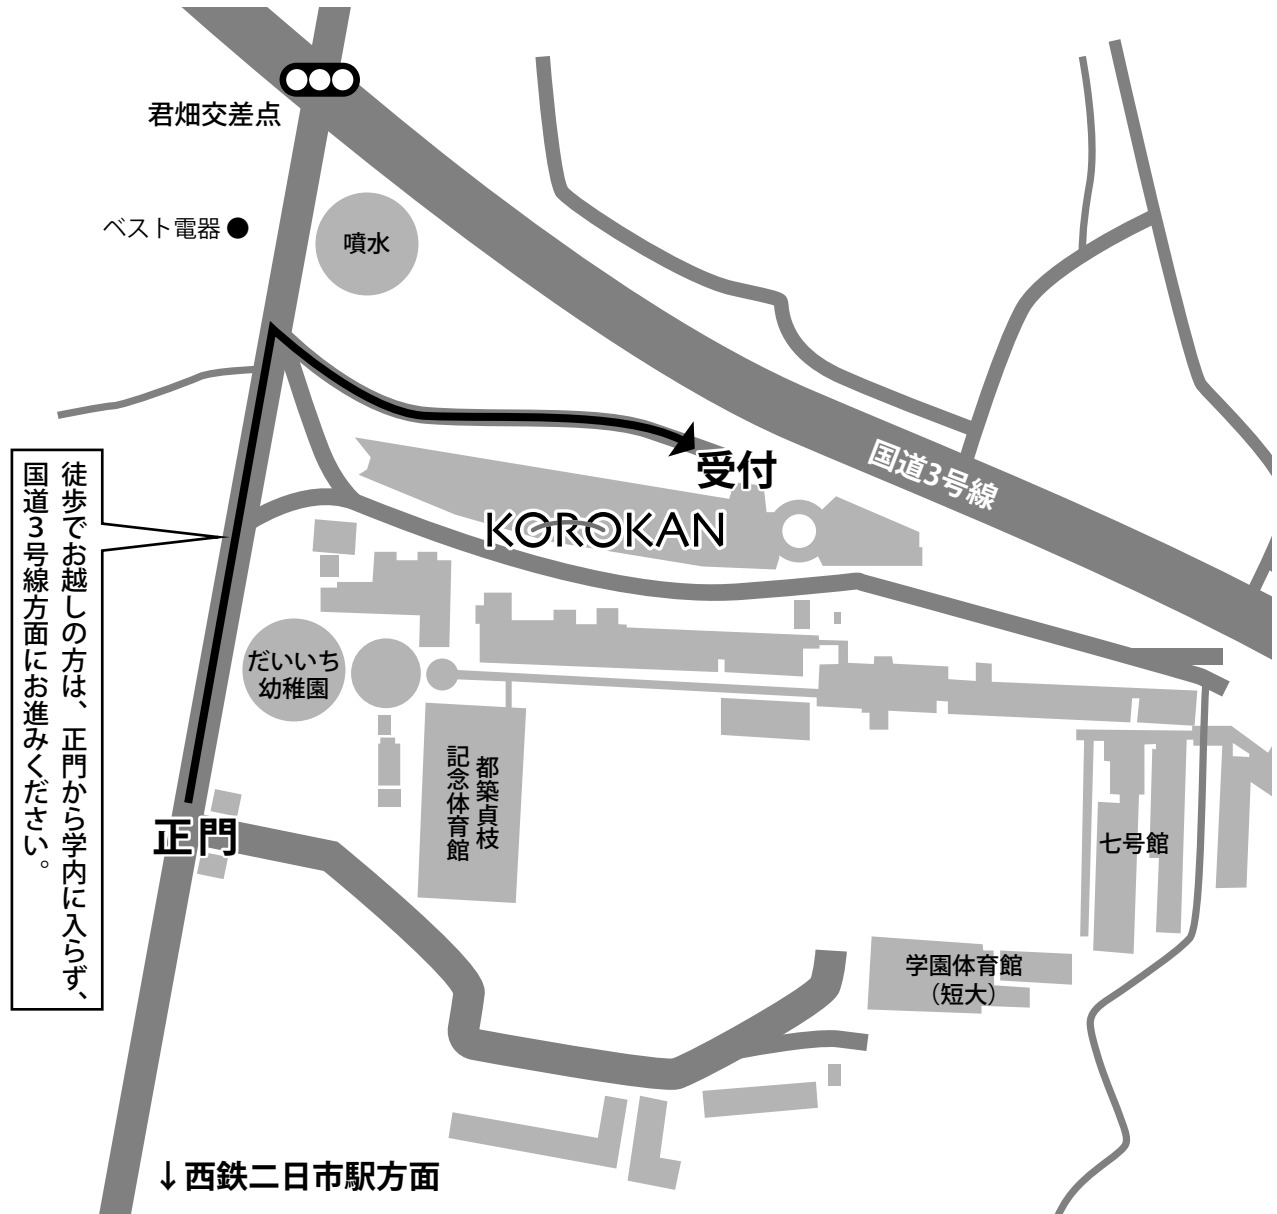 君畑交差点
ベスト電器
噴水
国道3号線
受付
KOROKAN
徒歩でお越しの方は、正門から学内に入らず、
国道3号線方面にお進みください。
だいいち
幼稚園
都築貞枝
記念体育館
正門
七号館
学園体育館
（短大）
↓西鉄二日市駅方面